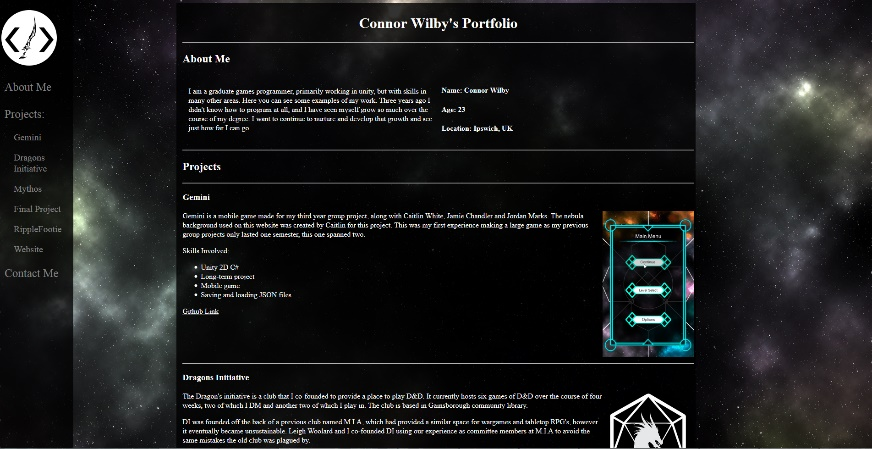 Connor Wilby's Portfolio
About Me
Projects:
Gemini
Dragons
Initiative
Mythos
Final Project
RippleFootie
Website
Contact Me
About Me
I am a graduate games programmer, primarily working in unity, but with skills in
many other areas. Here you can see some examples of my work. Three years ago I
didn't know how to program at all, and I have seen myself grow so much over the
course of my degree. I want to continue to nurture and develop that growth and see
just how far I can go
Name: Connor Wilby
Age: 23
Location: Ipswich, UK
Projects
Gemini
Gemini is a mobile game made for my third year group project, along with Caitlin White, Jamie Chandler and Jordan Marks. The nebula
background used on this website was created by Caitlin for this project. This was my first experience making a large game as my previous
group projects only lasted one semester, this one spanned two.
Skills Involved:
Unity 2D C#
Long-term project
Mobile game
Saving and loading JSON files
Github Link
Main Menu
Continue
Level Select
Options
Dragons Initiative
The Dragon's initiative is a club that I co-founded to provide a place to play D&D. It currently hosts six games of D&D over the course of four
weeks, two of which I DM and another two of which I play in. The club is based in Gainsborough community library.
DI was founded off the back of a previous club named M.I.A, which had provided a similar space for wargames and tabletop RPG's, however
it eventually became unsustainable. Leigh Woolard and I co-founded DI using our experience as committee members at M.I.A to avoid the
same mistakes the old club was plagued by.